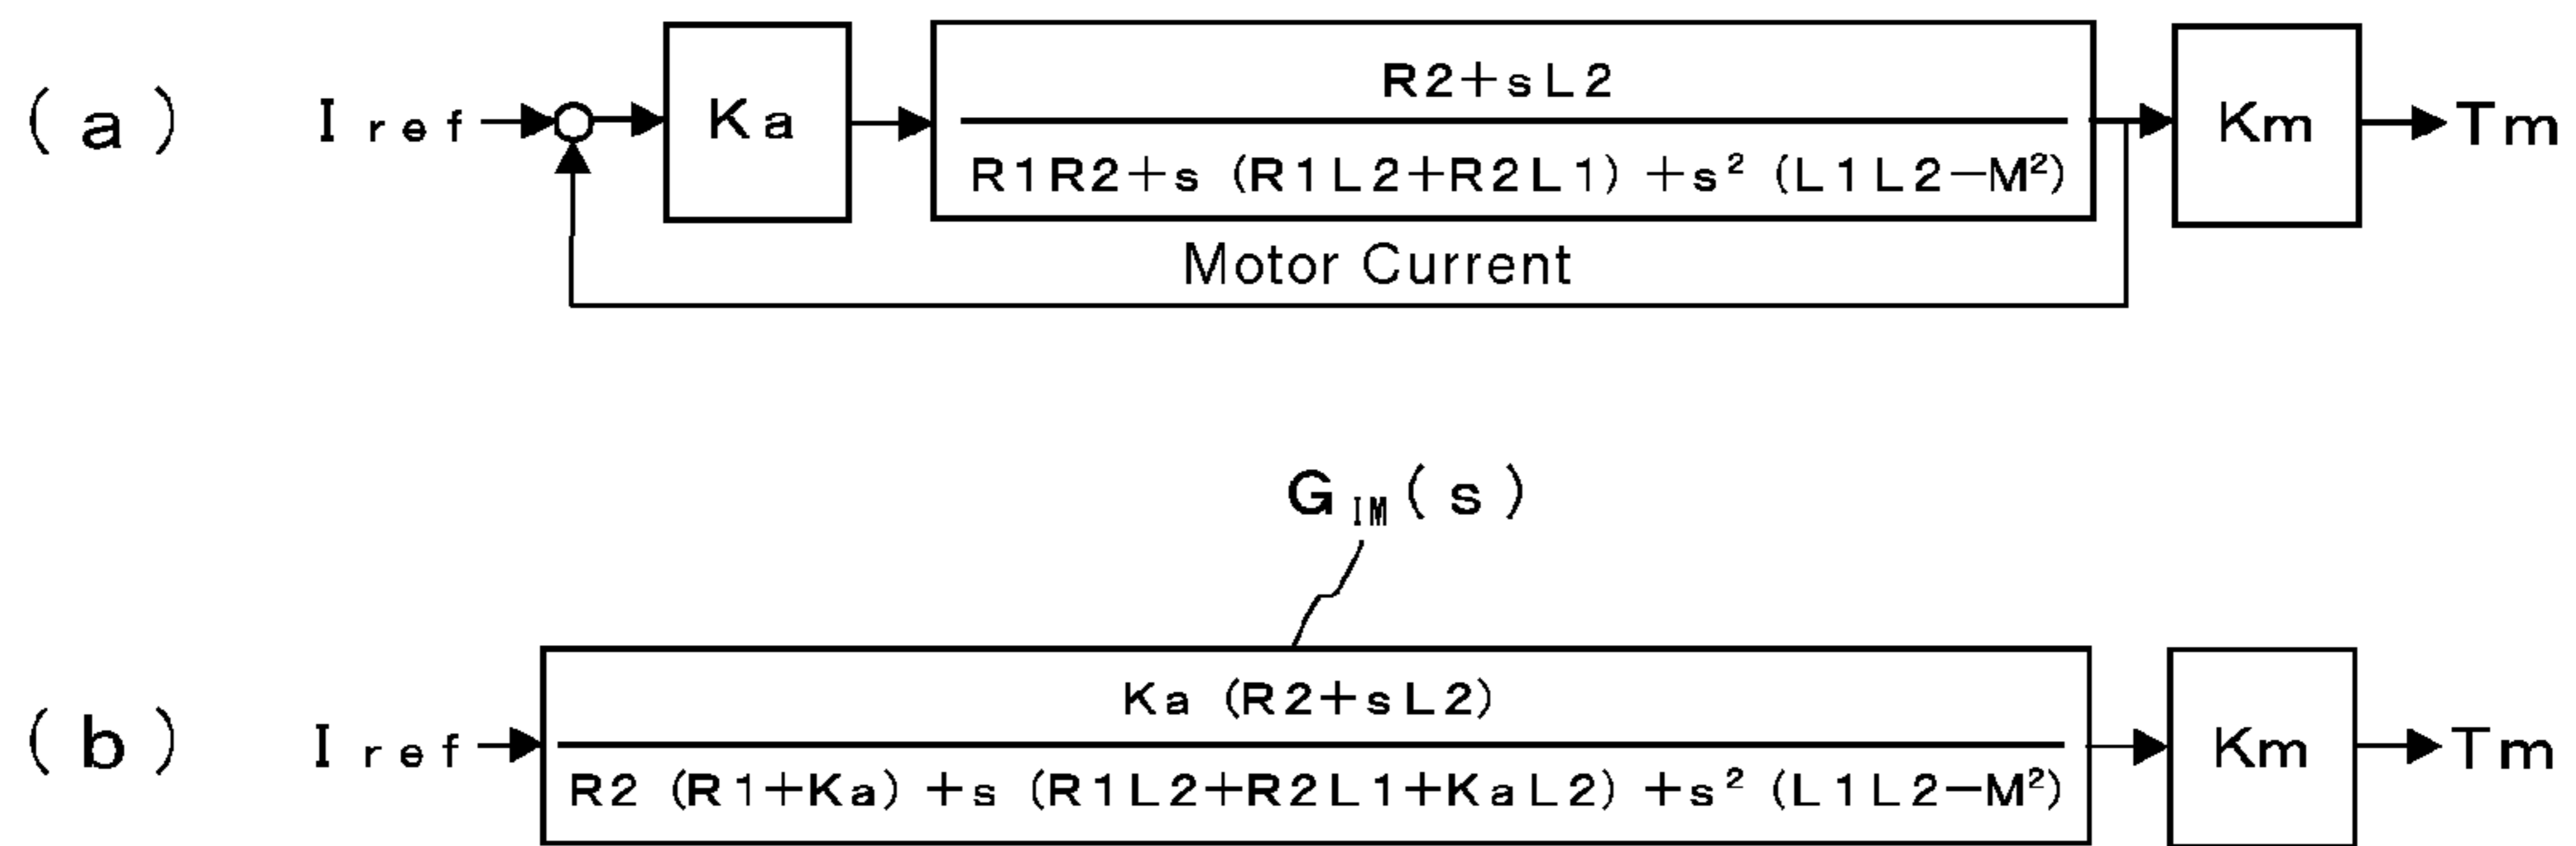 (a) Iref Ka R2+sL2 Km Tm
R1R2+s(R1L2+R2L1)+s²(L1L2−M²)
Motor Current
G_IM(s)
Ka(R2+sL2)
(b) Iref Km Tm
R2(R1+Ka)+s(R1L2+R2L1+KaL2)+s²(L1L2−M²)